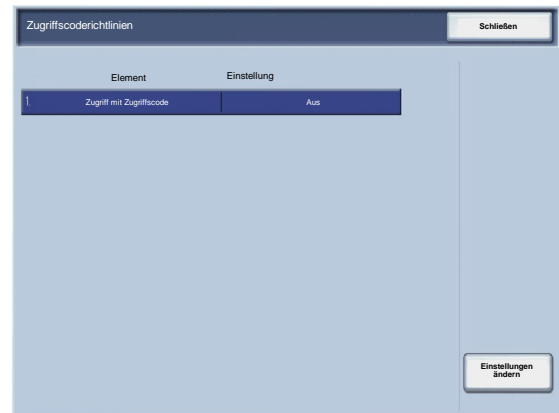 Zugriffscoderichtlinien
Schließen
Element Einstellung
1. Zugriff mit Zugriffscode Aus
Einstellungen
ändern